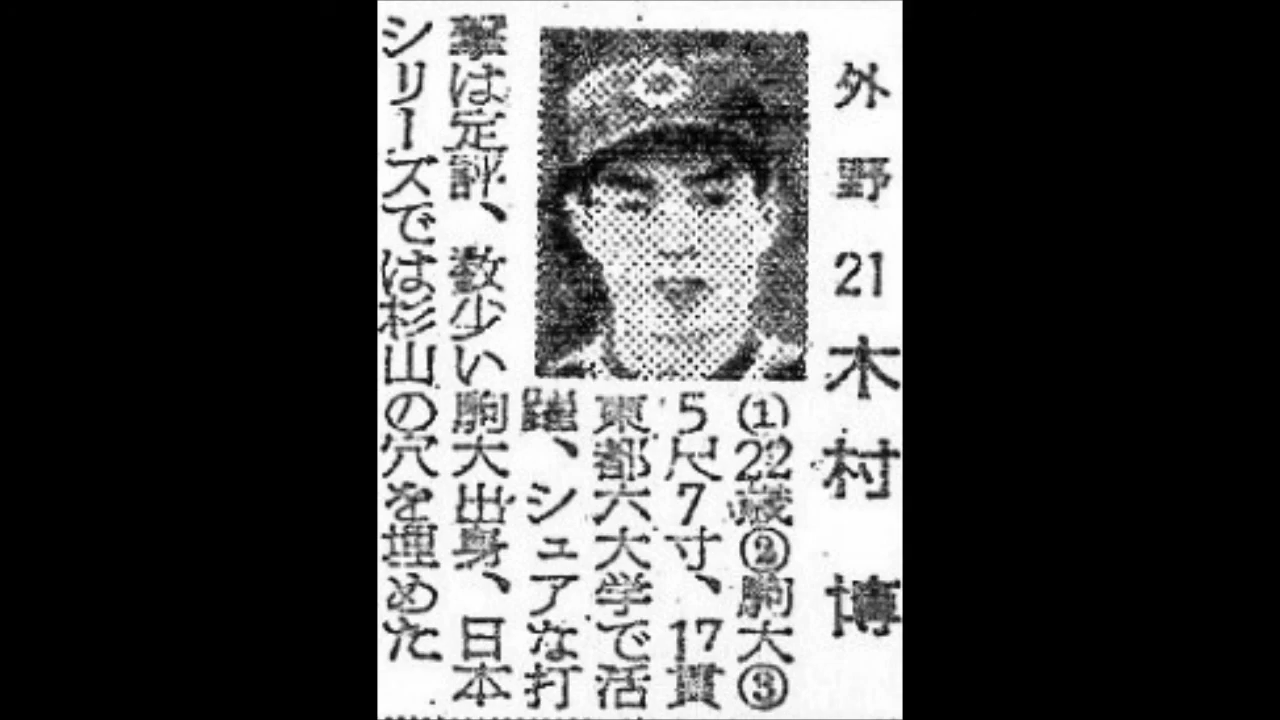 外野21木村博
(1)22歳②駒大③
5尺7寸、17貫
東都六大学で活
躍、シュアな打
撃は定評、数少い駒大出身、日本
シリーズでは杉山の穴を埋めた